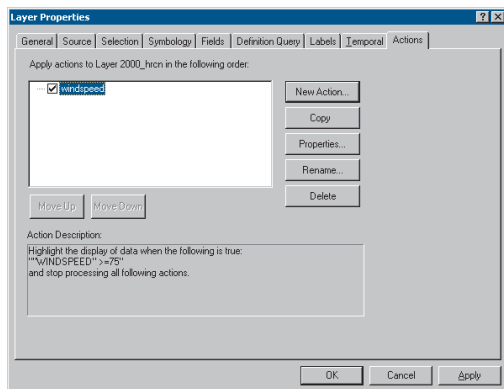 Layer Properties
General Source Selection Symbology Fields Definition Query Labels Temporal Actions
Apply actions to Layer 2000_hrcn in the following order:
windspeed
New Action...
Copy
Properties...
Rename...
Delete
Move Up Move Down
Action Description:
Highlight the display of data when the following is true:
""WINDSPEED" >=75"
and stop processing all following actions.
OK Cancel Apply